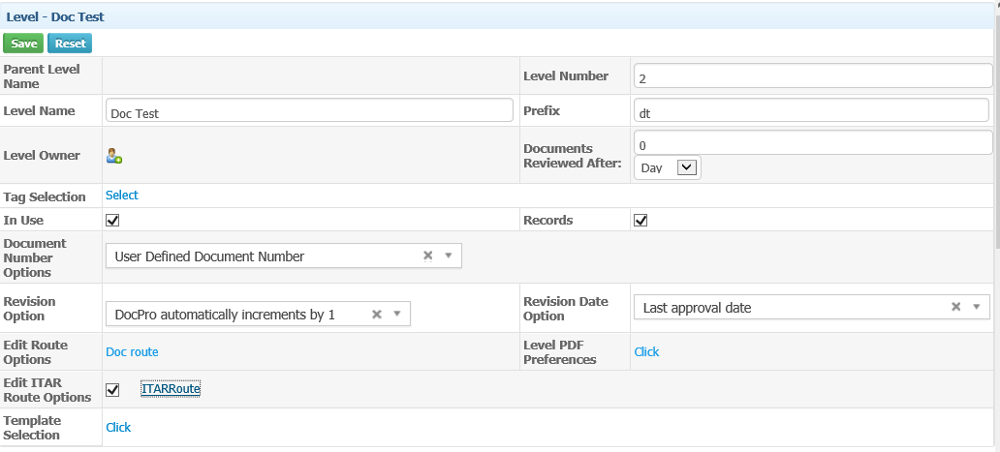 Level - Doc Test
Save Reset
Parent Level
Name
Level Number
2
Level Name
Doc Test
Prefix
dt
Level Owner
Documents
Reviewed After:
0
Day
Tag Selection
Select
In Use
Records
Document
Number
Options
User Defined Document Number
Revision
Option
DocPro automatically increments by 1
Revision Date
Option
Last approval date
Edit Route
Options
Doc route
Level PDF
Preferences
Click
Edit ITAR
Route Options
ITARRoute
Template
Selection
Click